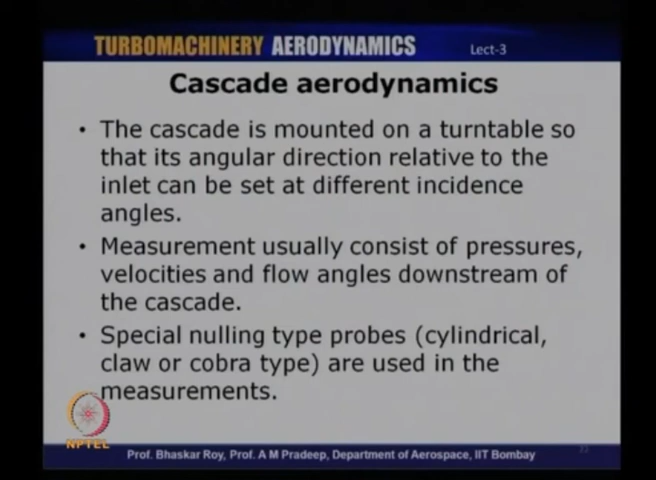 TURBOMACHINERY AERODYNAMICS
Lect-3
Cascade aerodynamics
• The cascade is mounted on a turntable so
that its angular direction relative to the
inlet can be set at different incidence
angles.
• Measurement usually consist of pressures,
velocities and flow angles downstream of
the cascade.
• Special nulling type probes (cylindrical,
claw or cobra type) are used in the
measurements.
NPTEL
Prof. Bhaskar Roy, Prof. A M Pradeep, Department of Aerospace, IIT Bombay